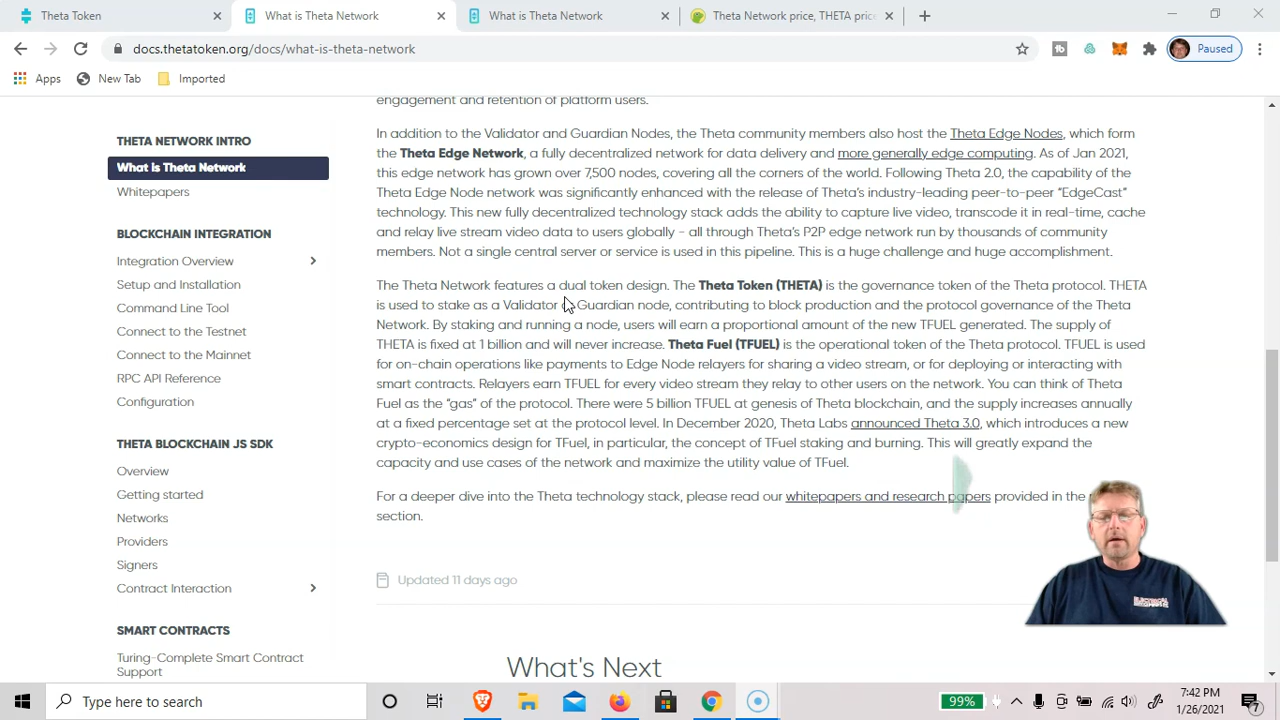 Theta Token
What is Theta Network
What is Theta Network
Theta Network price, THETA price
docs.thetatoken.org/docs/what-is-theta-network
Paused
Apps
New Tab
Imported
THETA NETWORK INTRO
What is Theta Network
Whitepapers
BLOCKCHAIN INTEGRATION
Integration Overview
Setup and Installation
Command Line Tool
Connect to the Testnet
Connect to the Mainnet
RPC API Reference
Configuration
THETA BLOCKCHAIN JS SDK
Overview
Getting started
Networks
Providers
Signers
Contract Interaction
SMART CONTRACTS
Turing-Complete Smart Contract
Support
engagement and retention of platform users.
In addition to the Validator and Guardian Nodes, the Theta community members also host the Theta Edge Nodes, which form
the Theta Edge Network, a fully decentralized network for data delivery and more generally edge computing. As of Jan 2021,
this edge network has grown over 7,500 nodes, covering all the corners of the world. Following Theta 2.0, the capability of the
Theta Edge Node network was significantly enhanced with the release of Theta's industry-leading peer-to-peer “EdgeCast”
technology. This new fully decentralized technology stack adds the ability to capture live video, transcode it in real-time, cache
and relay live stream video data to users globally - all through Theta's P2P edge network run by thousands of community
members. Not a single central server or service is used in this pipeline. This is a huge challenge and huge accomplishment.
The Theta Network features a dual token design. The Theta Token (THETA) is the governance token of the Theta protocol. THETA
is used to stake as a Validator Guardian node, contributing to block production and the protocol governance of the Theta
Network. By staking and running a node, users will earn a proportional amount of the new TFUEL generated. The supply of
THETA is fixed at 1 billion and will never increase. Theta Fuel (TFUEL) is the operational token of the Theta protocol. TFUEL is used
for on-chain operations like payments to Edge Node relayers for sharing a video stream, or for deploying or interacting with
smart contracts. Relayers earn TFUEL for every video stream they relay to other users on the network. You can think of Theta
Fuel as the “gas” of the protocol. There were 5 billion TFUEL at genesis of Theta blockchain, and the supply increases annually
at a fixed percentage set at the protocol level. In December 2020, Theta Labs announced Theta 3.0, which introduces a new
crypto-economics design for TFuel, in particular, the concept of TFuel staking and burning. This will greatly expand the
capacity and use cases of the network and maximize the utility value of TFuel.
For a deeper dive into the Theta technology stack, please read our whitepapers and research papers provided in the
section.
Updated 11 days ago
What's Next
Type here to search
99%
7:42 PM
1/26/2021